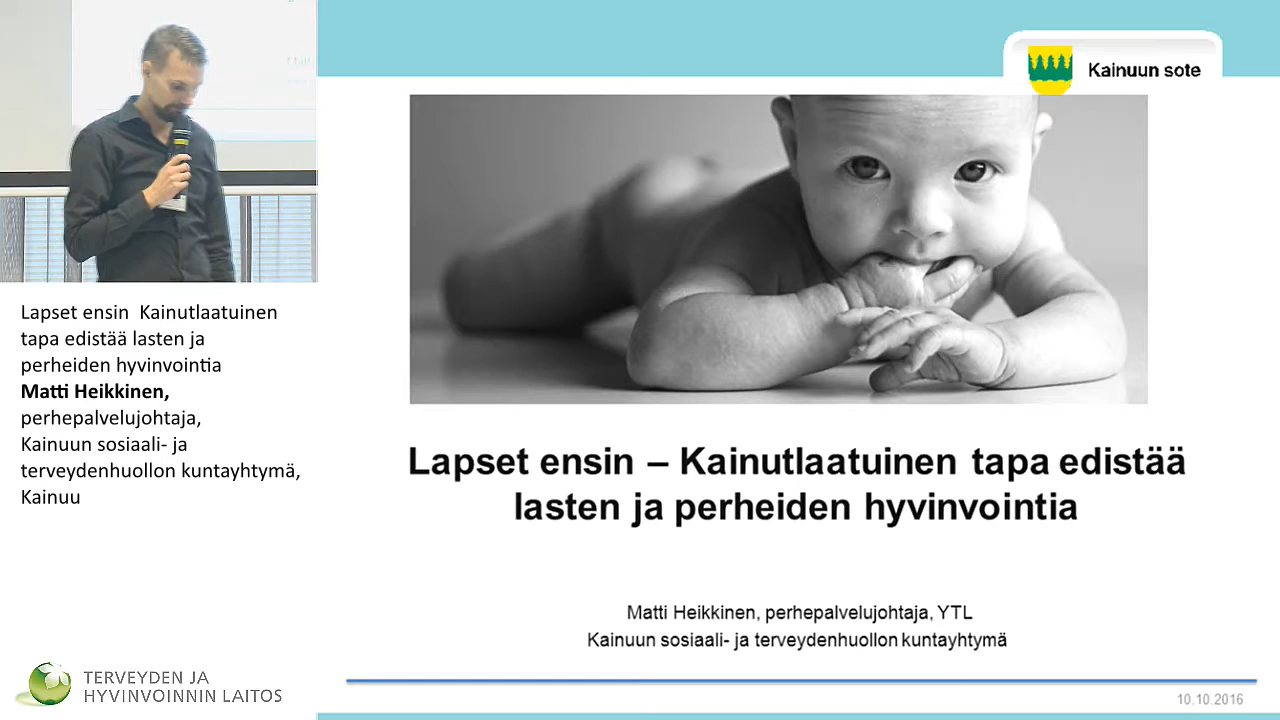 Lapset ensin  Kainutlaatuinen
tapa edistää lasten ja
perheiden hyvinvointia
Matti Heikkinen,
perhepalvelujohtaja,
Kainuun sosiaali- ja
terveydenhuollon kuntayhtymä,
Kainuu
TERVEYDEN JA
HYVINVOINNIN LAITOS
Kainuun sote
Lapset ensin – Kainutlaatuinen tapa edistää
lasten ja perheiden hyvinvointia
Matti Heikkinen, perhepalvelujohtaja, YTL
Kainuun sosiaali- ja terveydenhuollon kuntayhtymä
10.10.2016